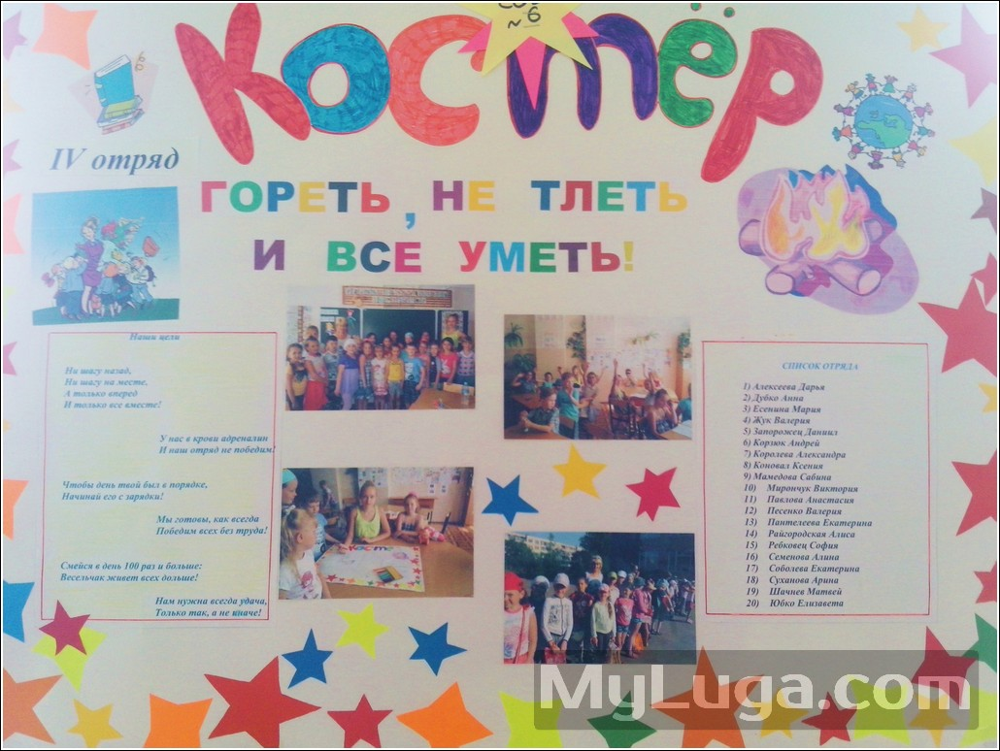 Костёр
IV отряд
ГОРЕТЬ, НЕ ТЛЕТЬ
И ВСЕ УМЕТЬ!
Наши цели
Ни шагу назад,
Ни шагу на месте,
А только вперед
И только все вместе!
У нас в крови адреналин
И наш отряд не победим!
Чтобы день твой был в порядке,
Начинай его с зарядки!
Мы готовы, как всегда
Победим всех без труда!
Смейся в день 100 раз и больше:
Весельчак живет всех дольше!
Нам нужна всегда удача,
Только так, а не иначе!
СПИСОК ОТРЯДА
1) Алексеева Дарья
2) Дубко Анна
3) Есенина Мария
4) Жук Валерия
5) Запорожец Даниил
6) Корзюк Андрей
7) Королева Александра
8) Коновал Ксения
9) Мамедова Сабина
10) Мирончук Виктория
11) Павлова Анастасия
12) Песенко Валерия
13) Пантелеева Екатерина
14) Райгородская Алиса
15) Ребковец София
16) Семенова Алина
17) Соболева Екатерина
18) Суханова Арина
19) Шачнев Матвей
20) Юбко Елизавета
MyLuga.com